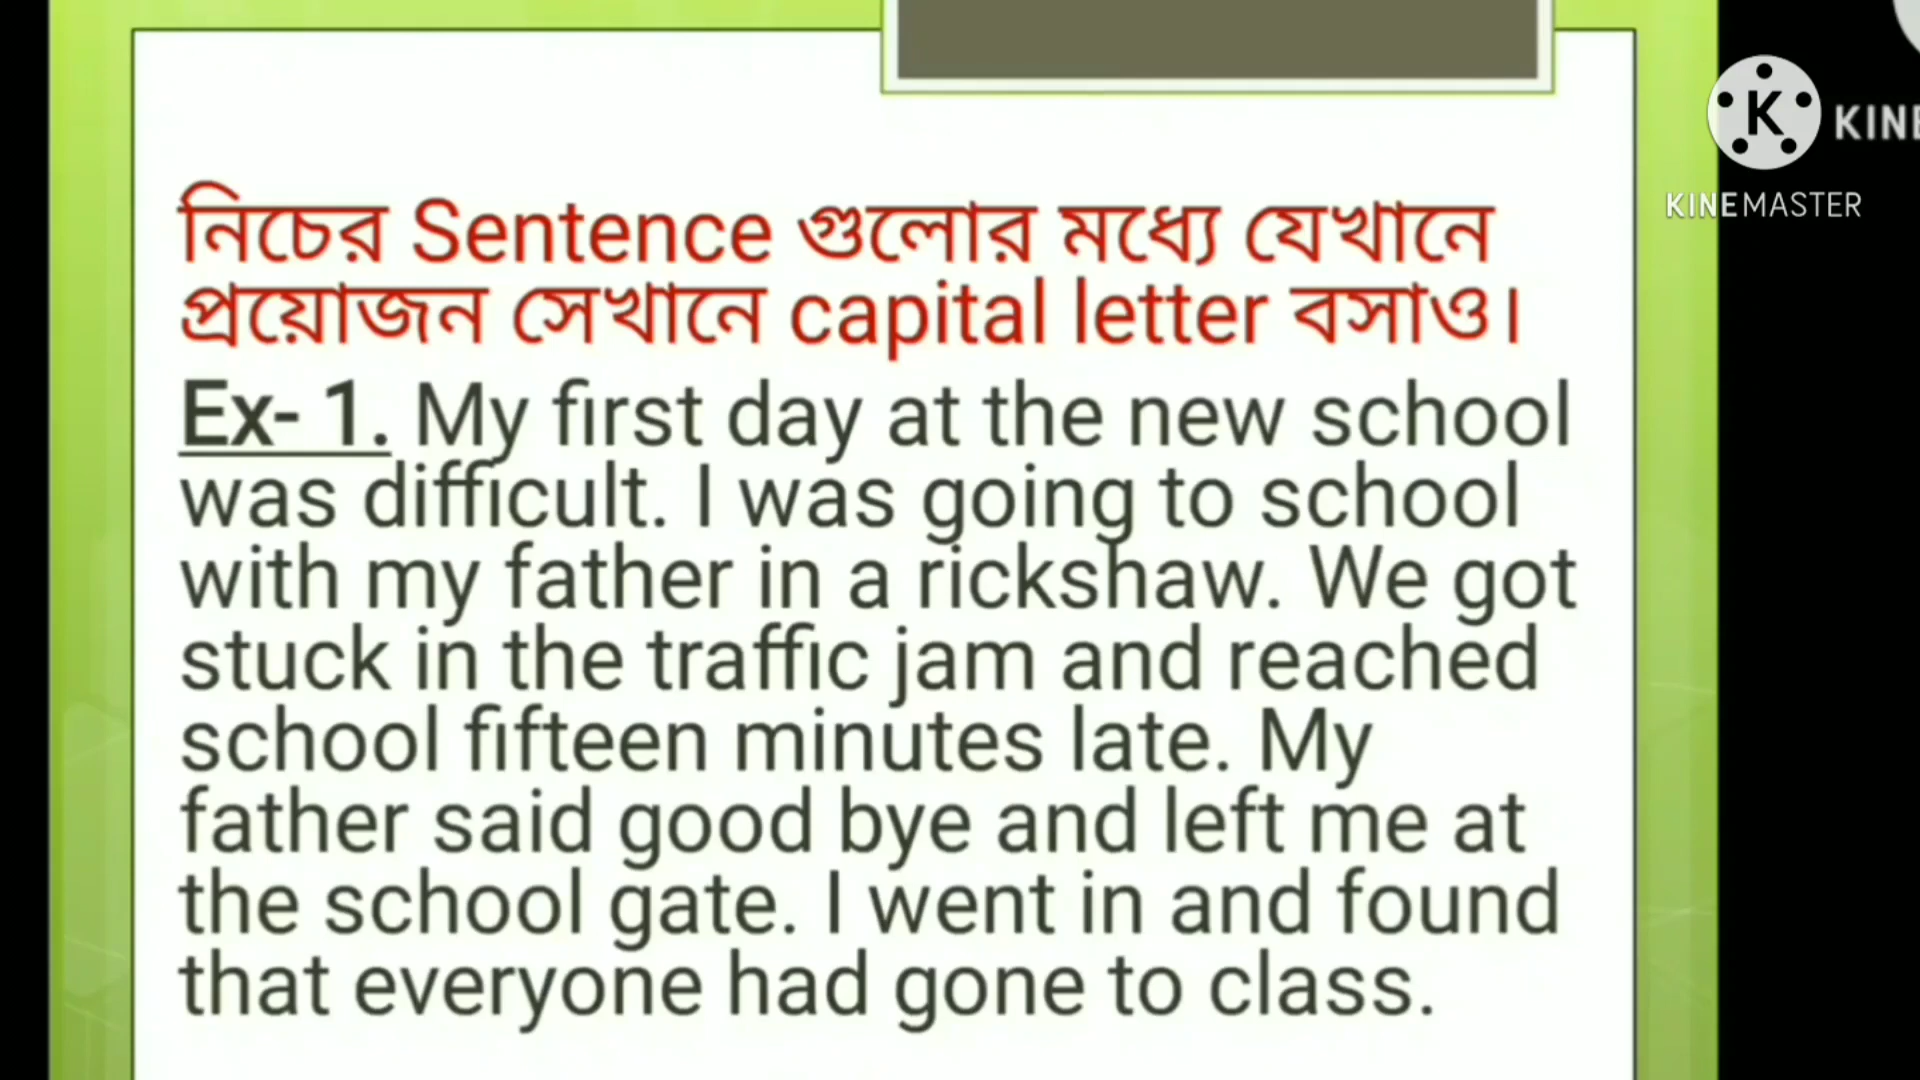 নিচের Sentence গুলোর মধ্যে যেখানে
প্রয়োজন সেখানে capital letter বসাও।
Ex- 1. My first day at the new school
was difficult. I was going to school
with my father in a rickshaw. We got
stuck in the traffic jam and reached
school fifteen minutes late. My
father said good bye and left me at
the school gate. I went in and found
that everyone had gone to class.
K
KINE
KINEMASTER